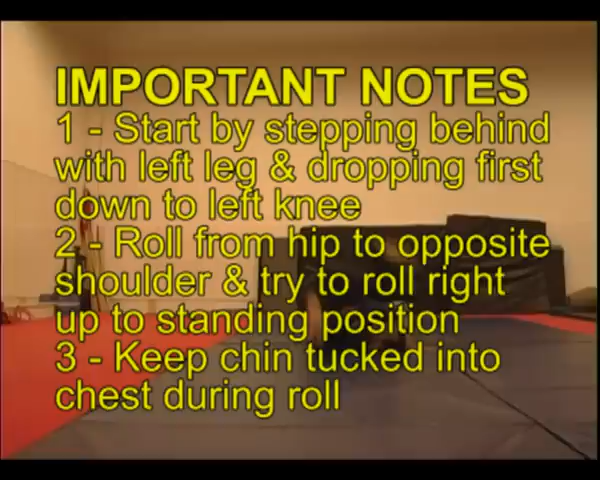 IMPORTANT NOTES
1 - Start by stepping behind
with left leg & dropping first
down to left knee
2 - Roll from hip to opposite
shoulder & try to roll right
up to standing position
3 - Keep chin tucked into
chest during roll